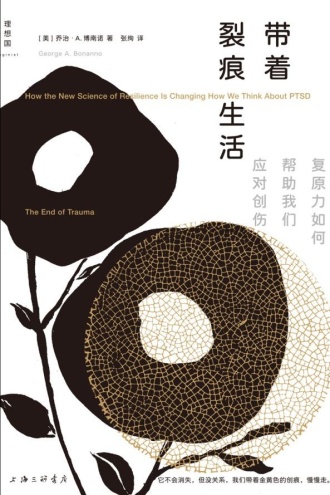 理想国
imaginist
[美] 乔治·A.博南诺 著 张殉 译
George A. Bonanno
带着
裂痕生活
How the New Science of Resilience Is Changing How We Think About PTSD
复原力如何
帮助我们
应对创伤
The End of Trauma
上海三联书店
它不会消失，但没关系，我们带着金黄色的创痕，慢慢走。